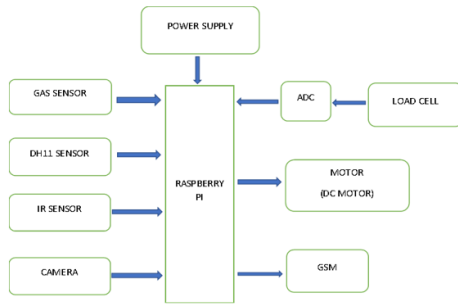 POWER SUPPLY
GAS SENSOR
ADC
LOAD CELL
DH11 SENSOR
RASPBERRY
PI
MOTOR
(DC MOTOR)
IR SENSOR
CAMERA
GSM